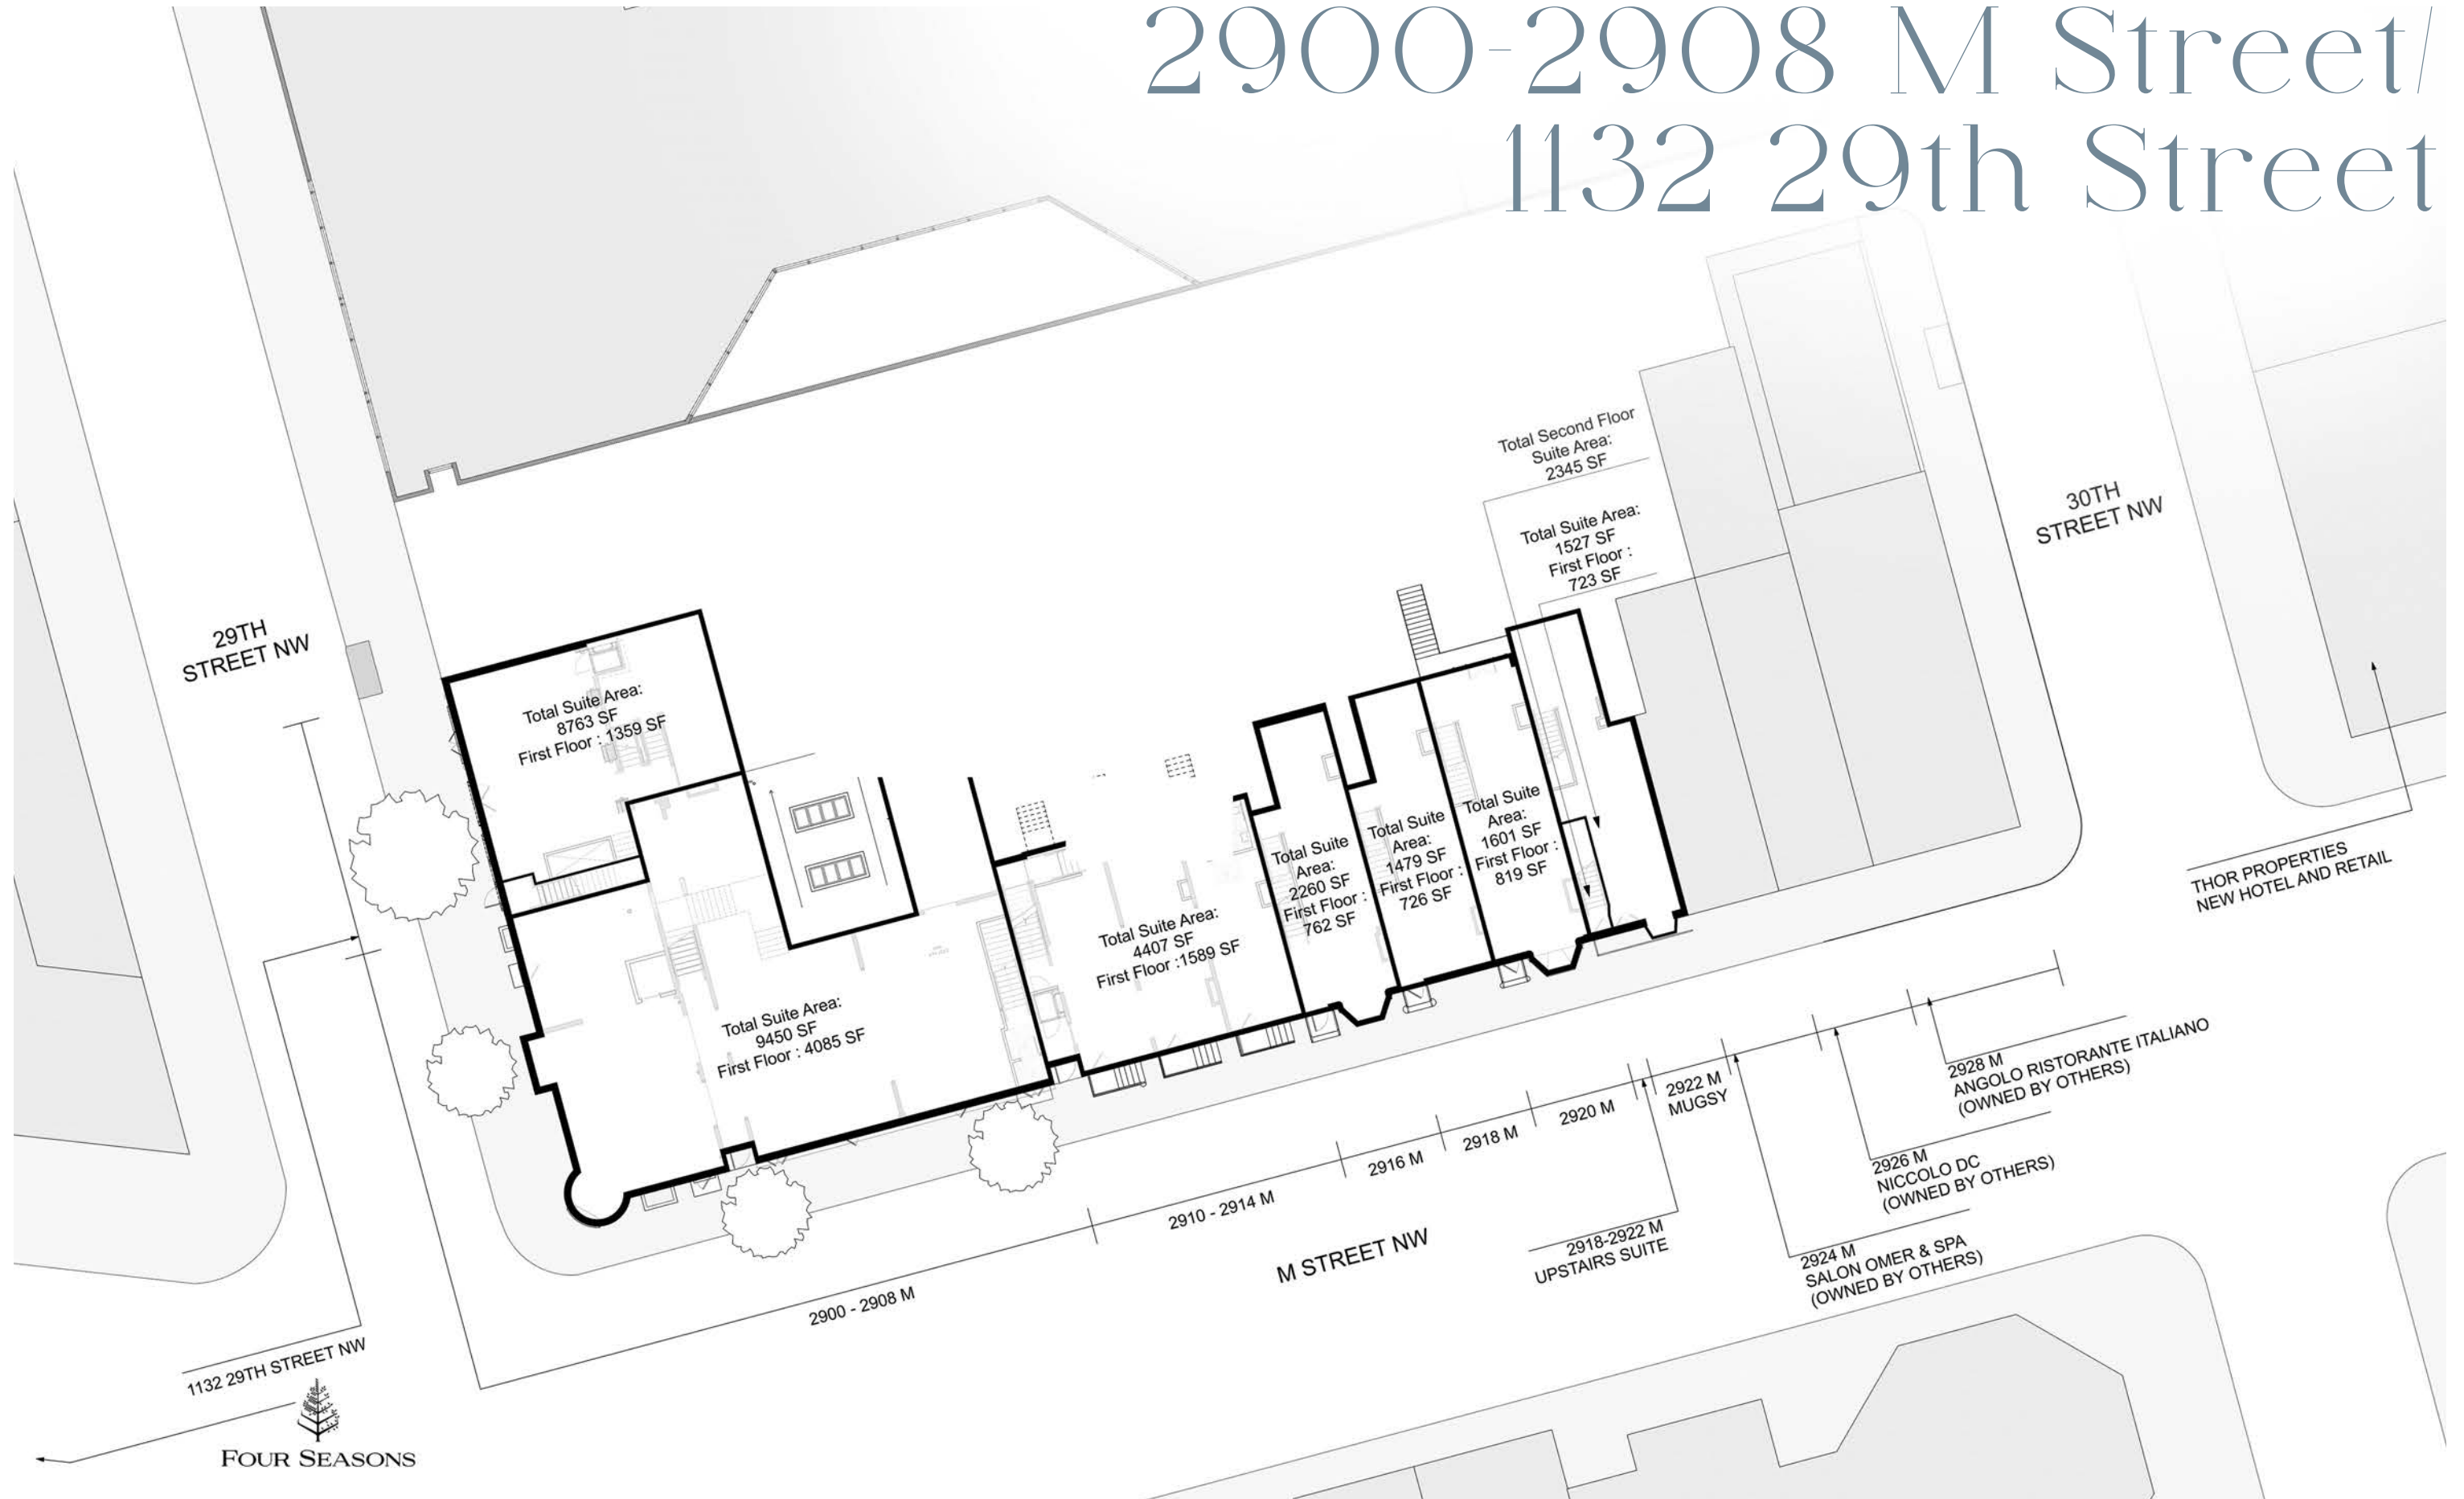 2900-2908 M Street/
1132 29th Street
Total Second Floor
Suite Area:
2345 SF
Total Suite Area:
1527 SF
First Floor :
723 SF
30TH
STREET NW
29TH
STREET NW
Total Suite Area:
8763 SF
First Floor : 1359 SF
Total Suite Area:
9450 SF
First Floor : 4085 SF
Total Suite Area:
4407 SF
First Floor :1589 SF
Total Suite
Area:
2260 SF
First Floor :
762 SF
Total Suite
Area:
1479 SF
First Floor :
726 SF
Total Suite
Area:
1601 SF
First Floor :
819 SF
THOR PROPERTIES
NEW HOTEL AND RETAIL
2928 M
ANGOLO RISTORANTE ITALIANO
(OWNED BY OTHERS)
2926 M
NICCOLO DC
(OWNED BY OTHERS)
2924 M
SALON OMER & SPA
(OWNED BY OTHERS)
2922 M
MUGSY
2920 M
2918 M
2916 M
2910 - 2914 M
2918-2922 M
UPSTAIRS SUITE
M STREET NW
2900 - 2908 M
1132 29TH STREET NW
FOUR SEASONS